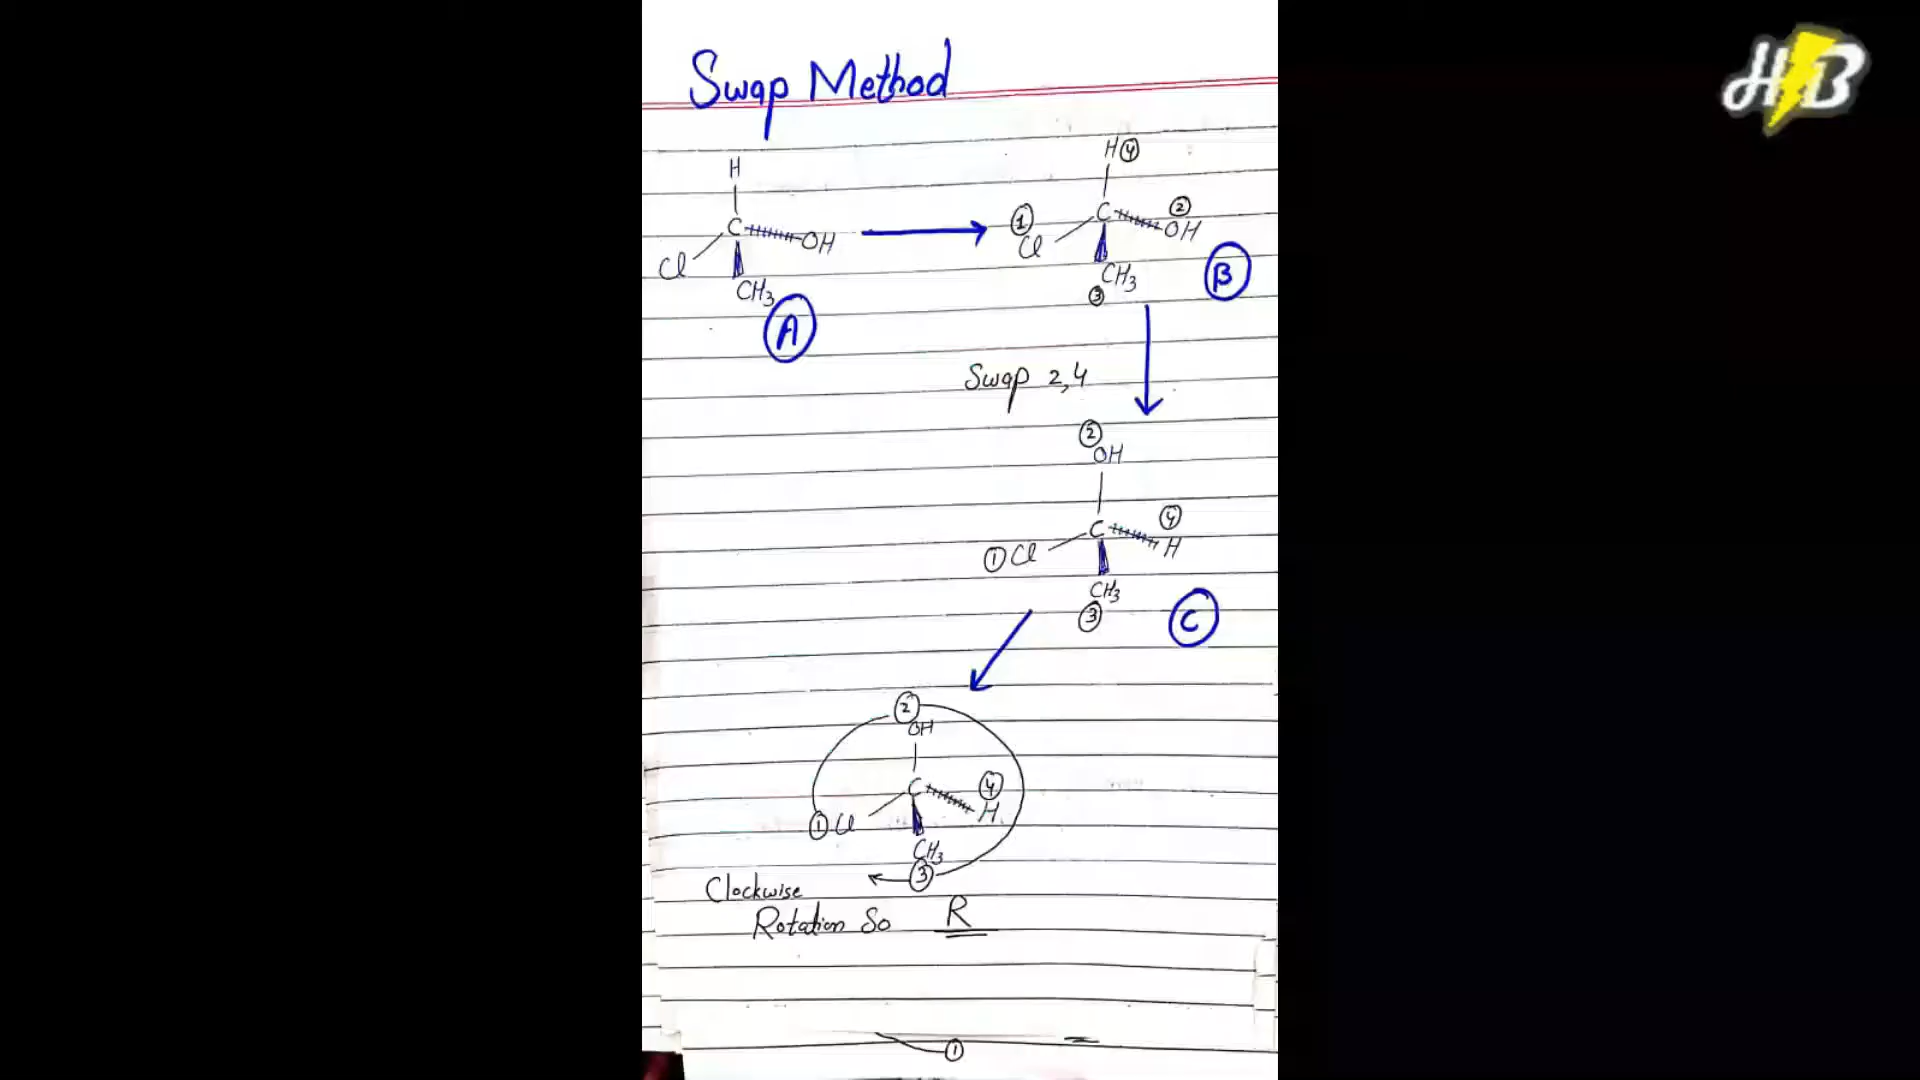 Swap Method
HB
H
C OH
Cl
CH3
A
H 4
1 C 2
Cl OH
CH3
3
B
Swap 2,4
2
OH
C 4
1 Cl H
CH3
3
C
2
OH
C 4
1 Cl H
CH3
3
Clockwise
Rotation So R
1